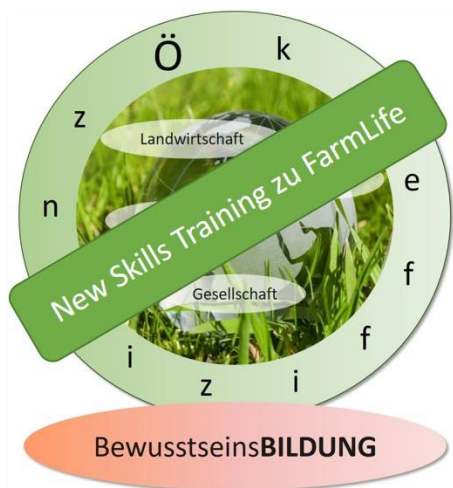 Ö k e f f i z i n z
Landwirtschaft
New Skills Training zu FarmLife
Gesellschaft
BewusstseinsBILDUNG